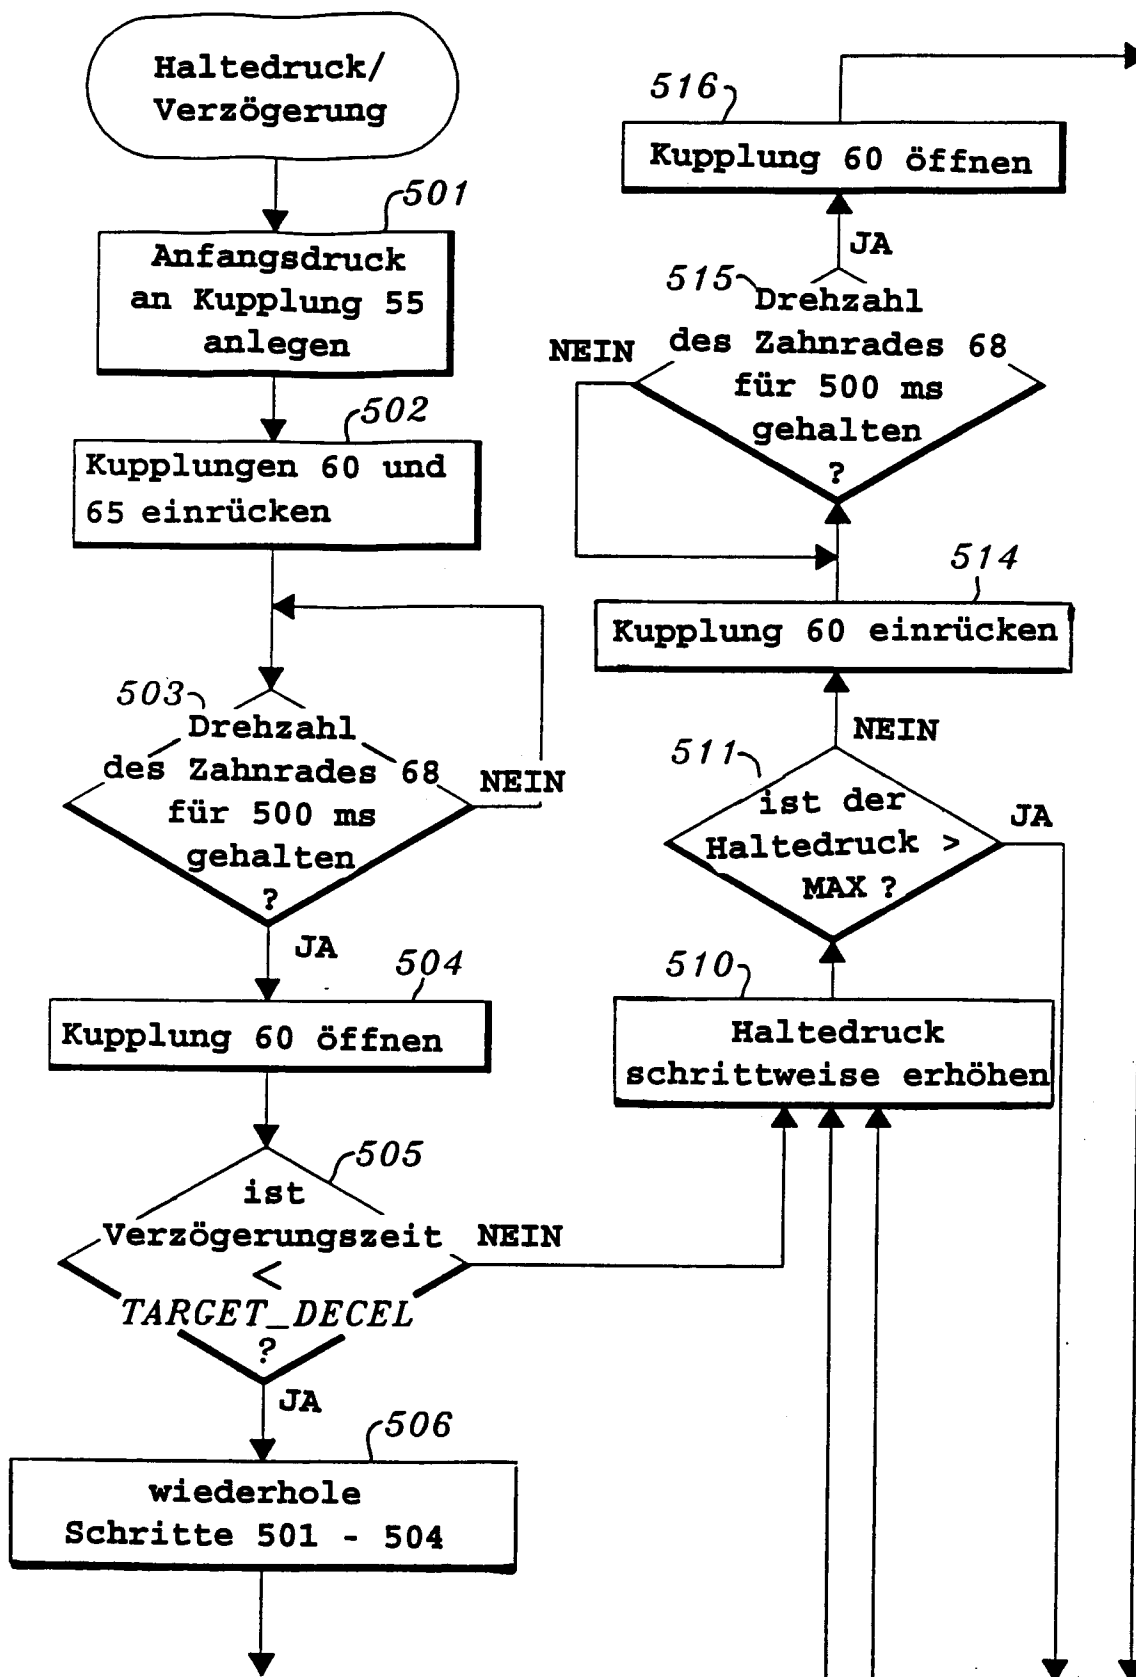 Haltedruck/
Verzögerung
501
Anfangsdruck
an Kupplung 55
anlegen
502
Kupplungen 60 und
65 einrücken
503
Drehzahl
des Zahnrades 68
für 500 ms
gehalten
?
NEIN
JA
504
Kupplung 60 öffnen
505
ist
Verzögerungszeit
<
TARGET_DECEL
?
NEIN
JA
506
wiederhole
Schritte 501 - 504
516
Kupplung 60 öffnen
JA
515
Drehzahl
des Zahnrades 68
für 500 ms
gehalten
?
NEIN
514
Kupplung 60 einrücken
NEIN
511
ist der
Haltedruck >
MAX ?
JA
510
Haltedruck
schrittweise erhöhen